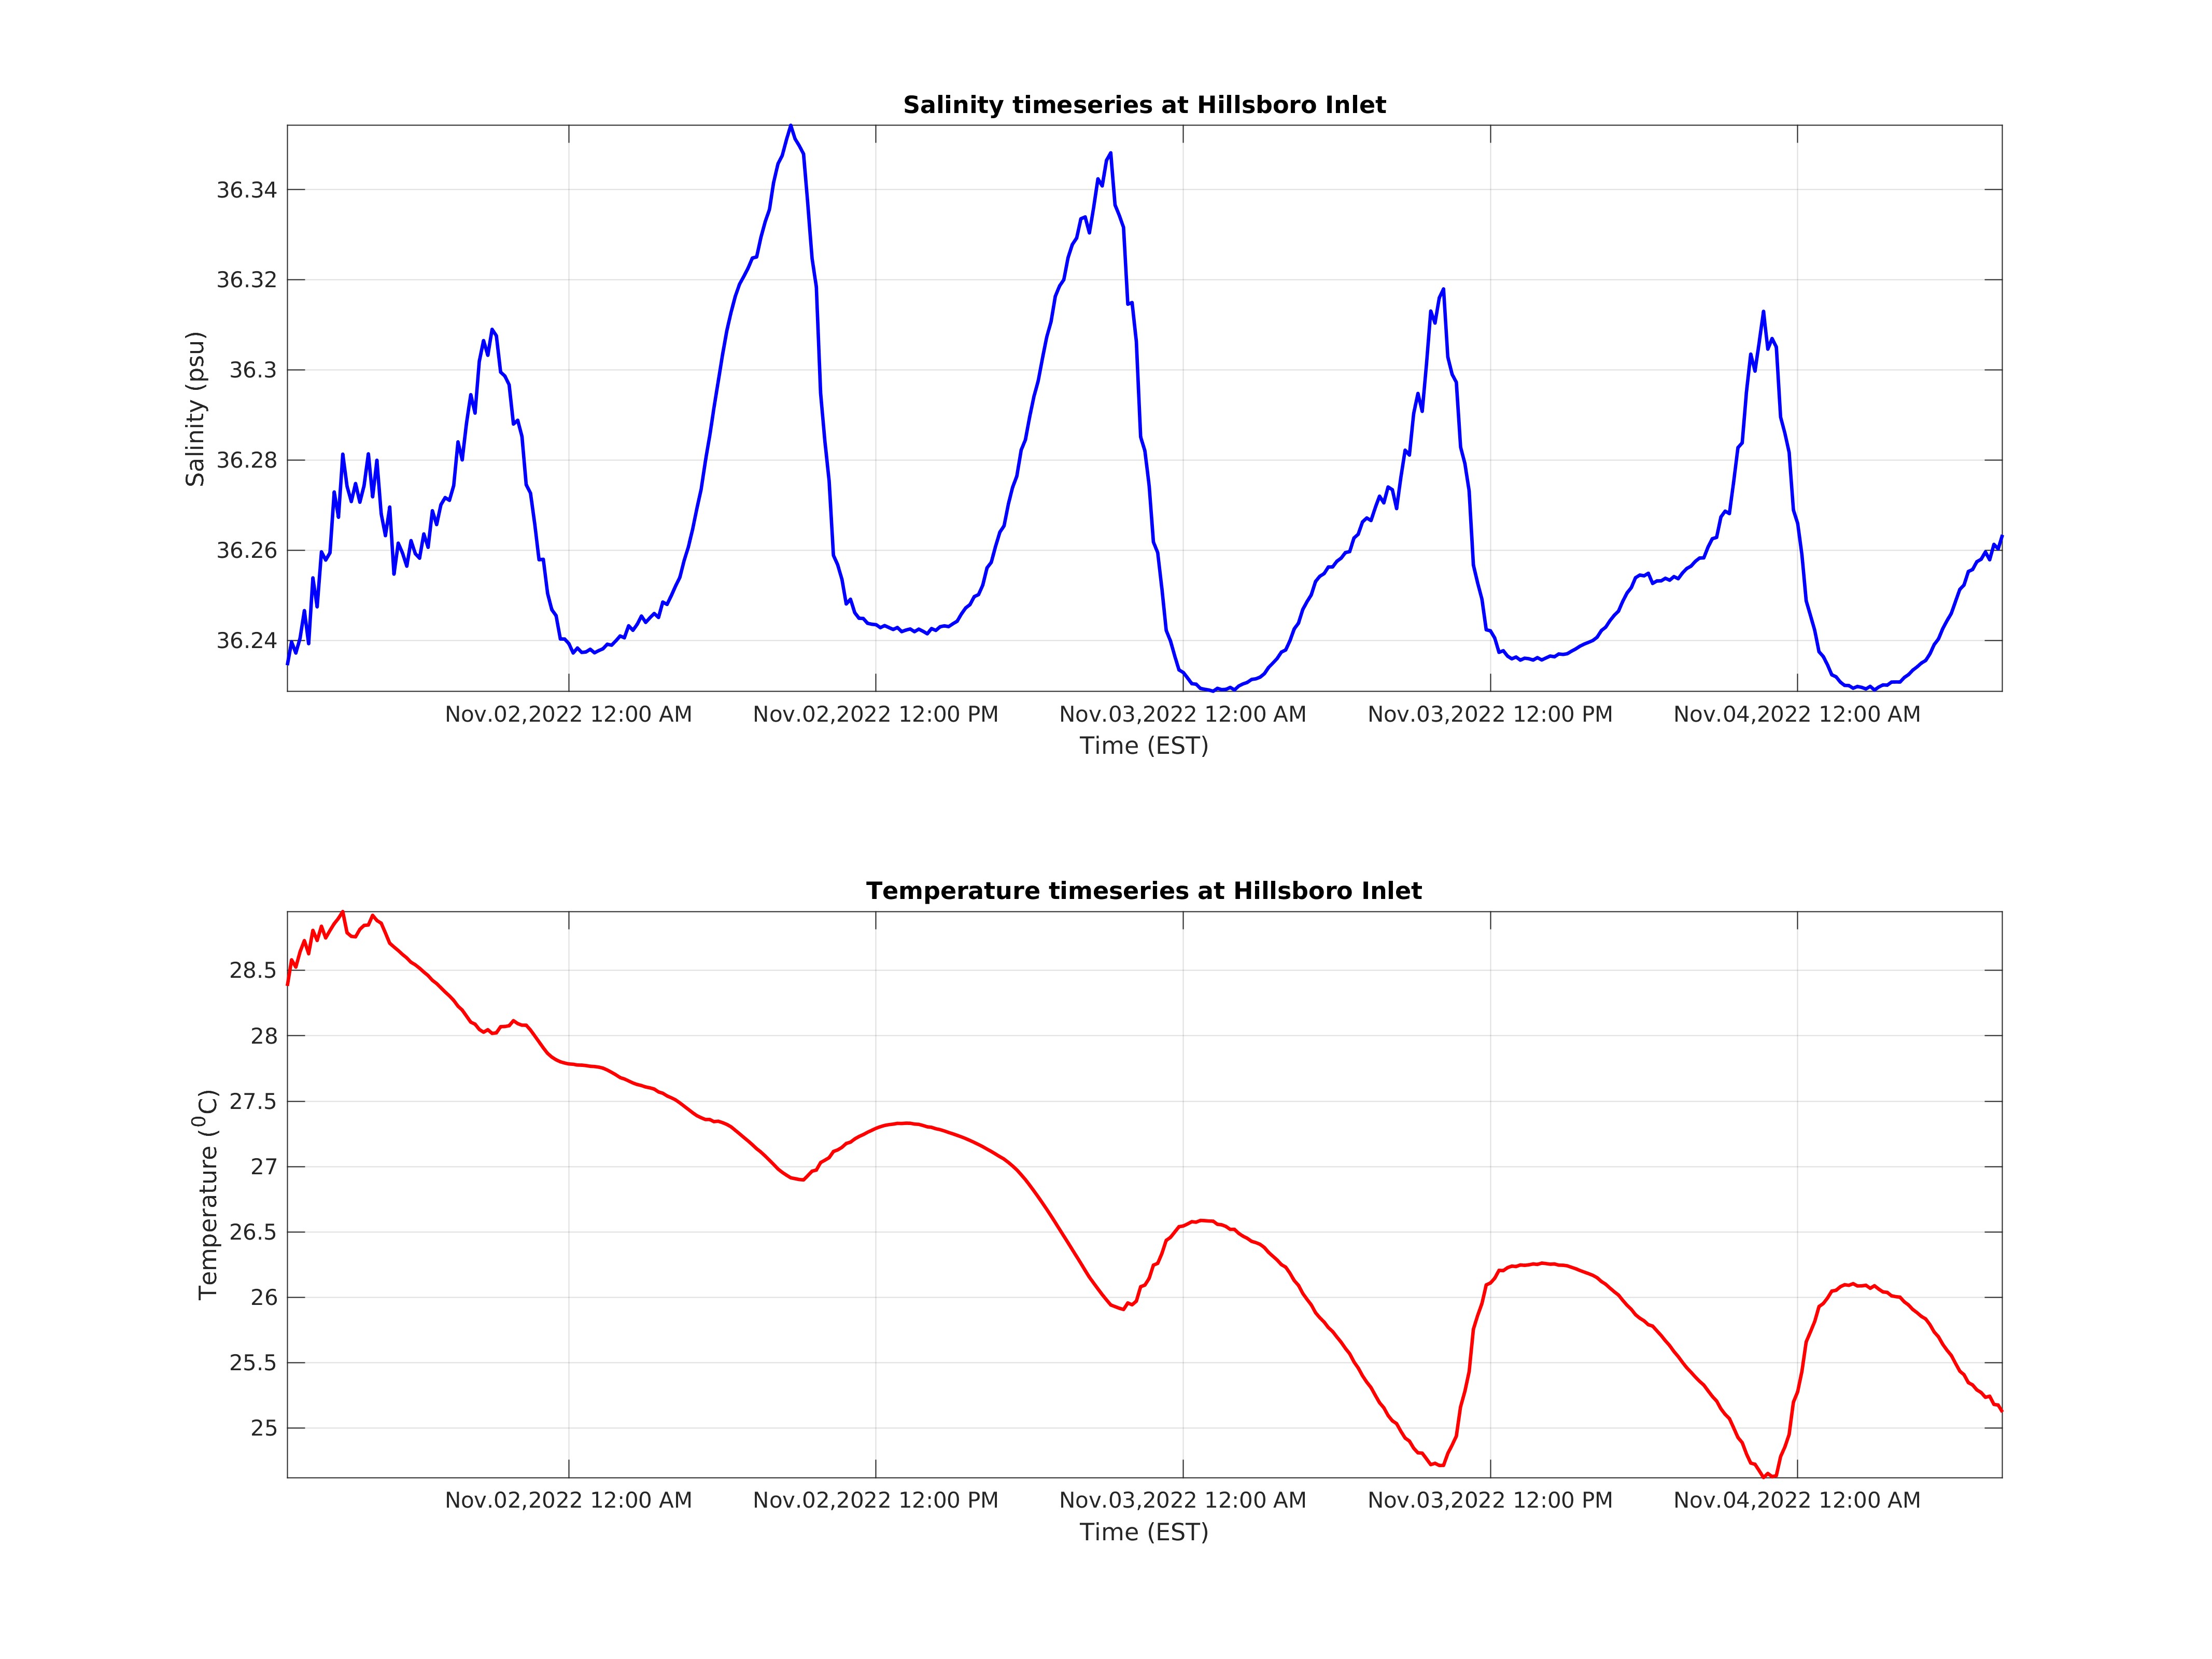 Salinity timeseries at Hillsboro Inlet
36.34
36.32
36.3
36.28
36.26
36.24
Salinity (psu)
Nov.02,2022 12:00 AM Nov.02,2022 12:00 PM Nov.03,2022 12:00 AM Nov.03,2022 12:00 PM Nov.04,2022 12:00 AM
Time (EST)
Temperature timeseries at Hillsboro Inlet
28.5
28
27.5
27
26.5
26
25.5
25
Temperature (⁰C)
Nov.02,2022 12:00 AM Nov.02,2022 12:00 PM Nov.03,2022 12:00 AM Nov.03,2022 12:00 PM Nov.04,2022 12:00 AM
Time (EST)